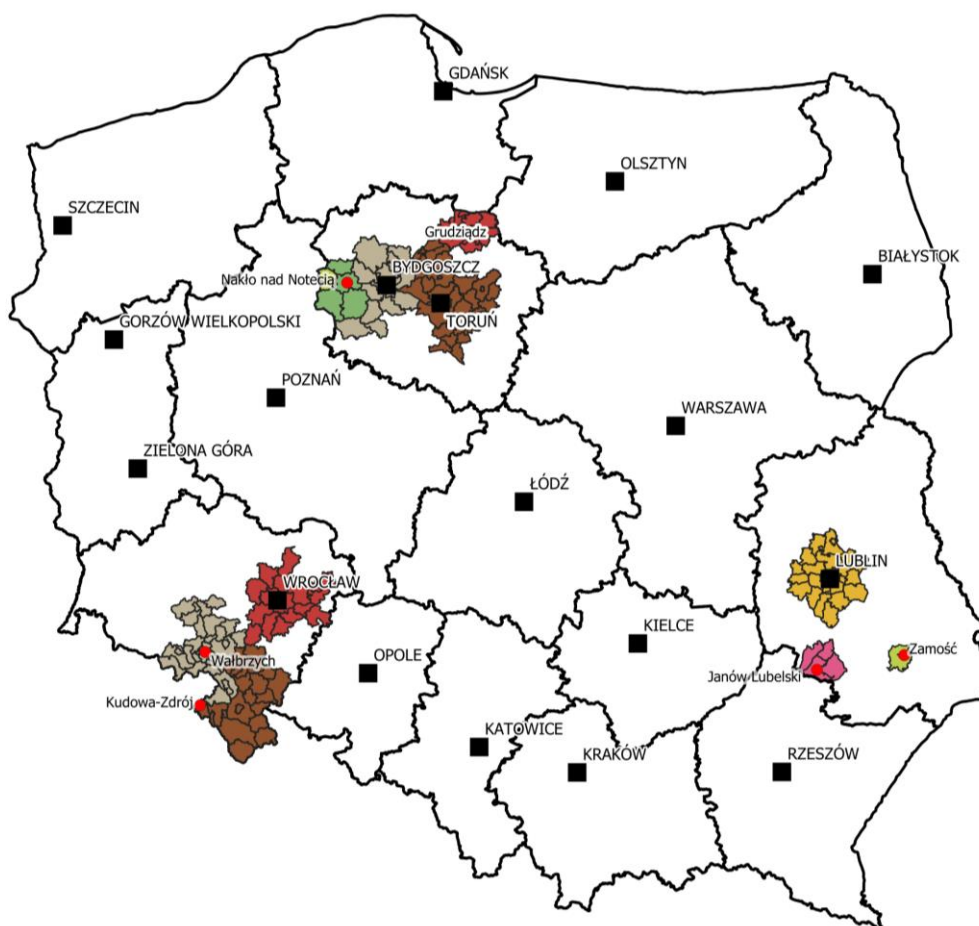 GDAŃSK
OLSZTYN
SZCZECIN
Grudziądz
BIAŁYSTOK
BYDGOSZCZ
Nakło nad Notecią
GORZÓW WIELKOPOLSKI
TORUŃ
POZNAŃ
WARSZAWA
ZIELONA GÓRA
ŁÓDŹ
LUBLIN
WROCŁAW
KIELCE
Zamość
Wałbrzych
OPOLE
Janów Lubelski
Kudowa-Zdrój
KATOWICE
KRAKÓW
RZESZÓW